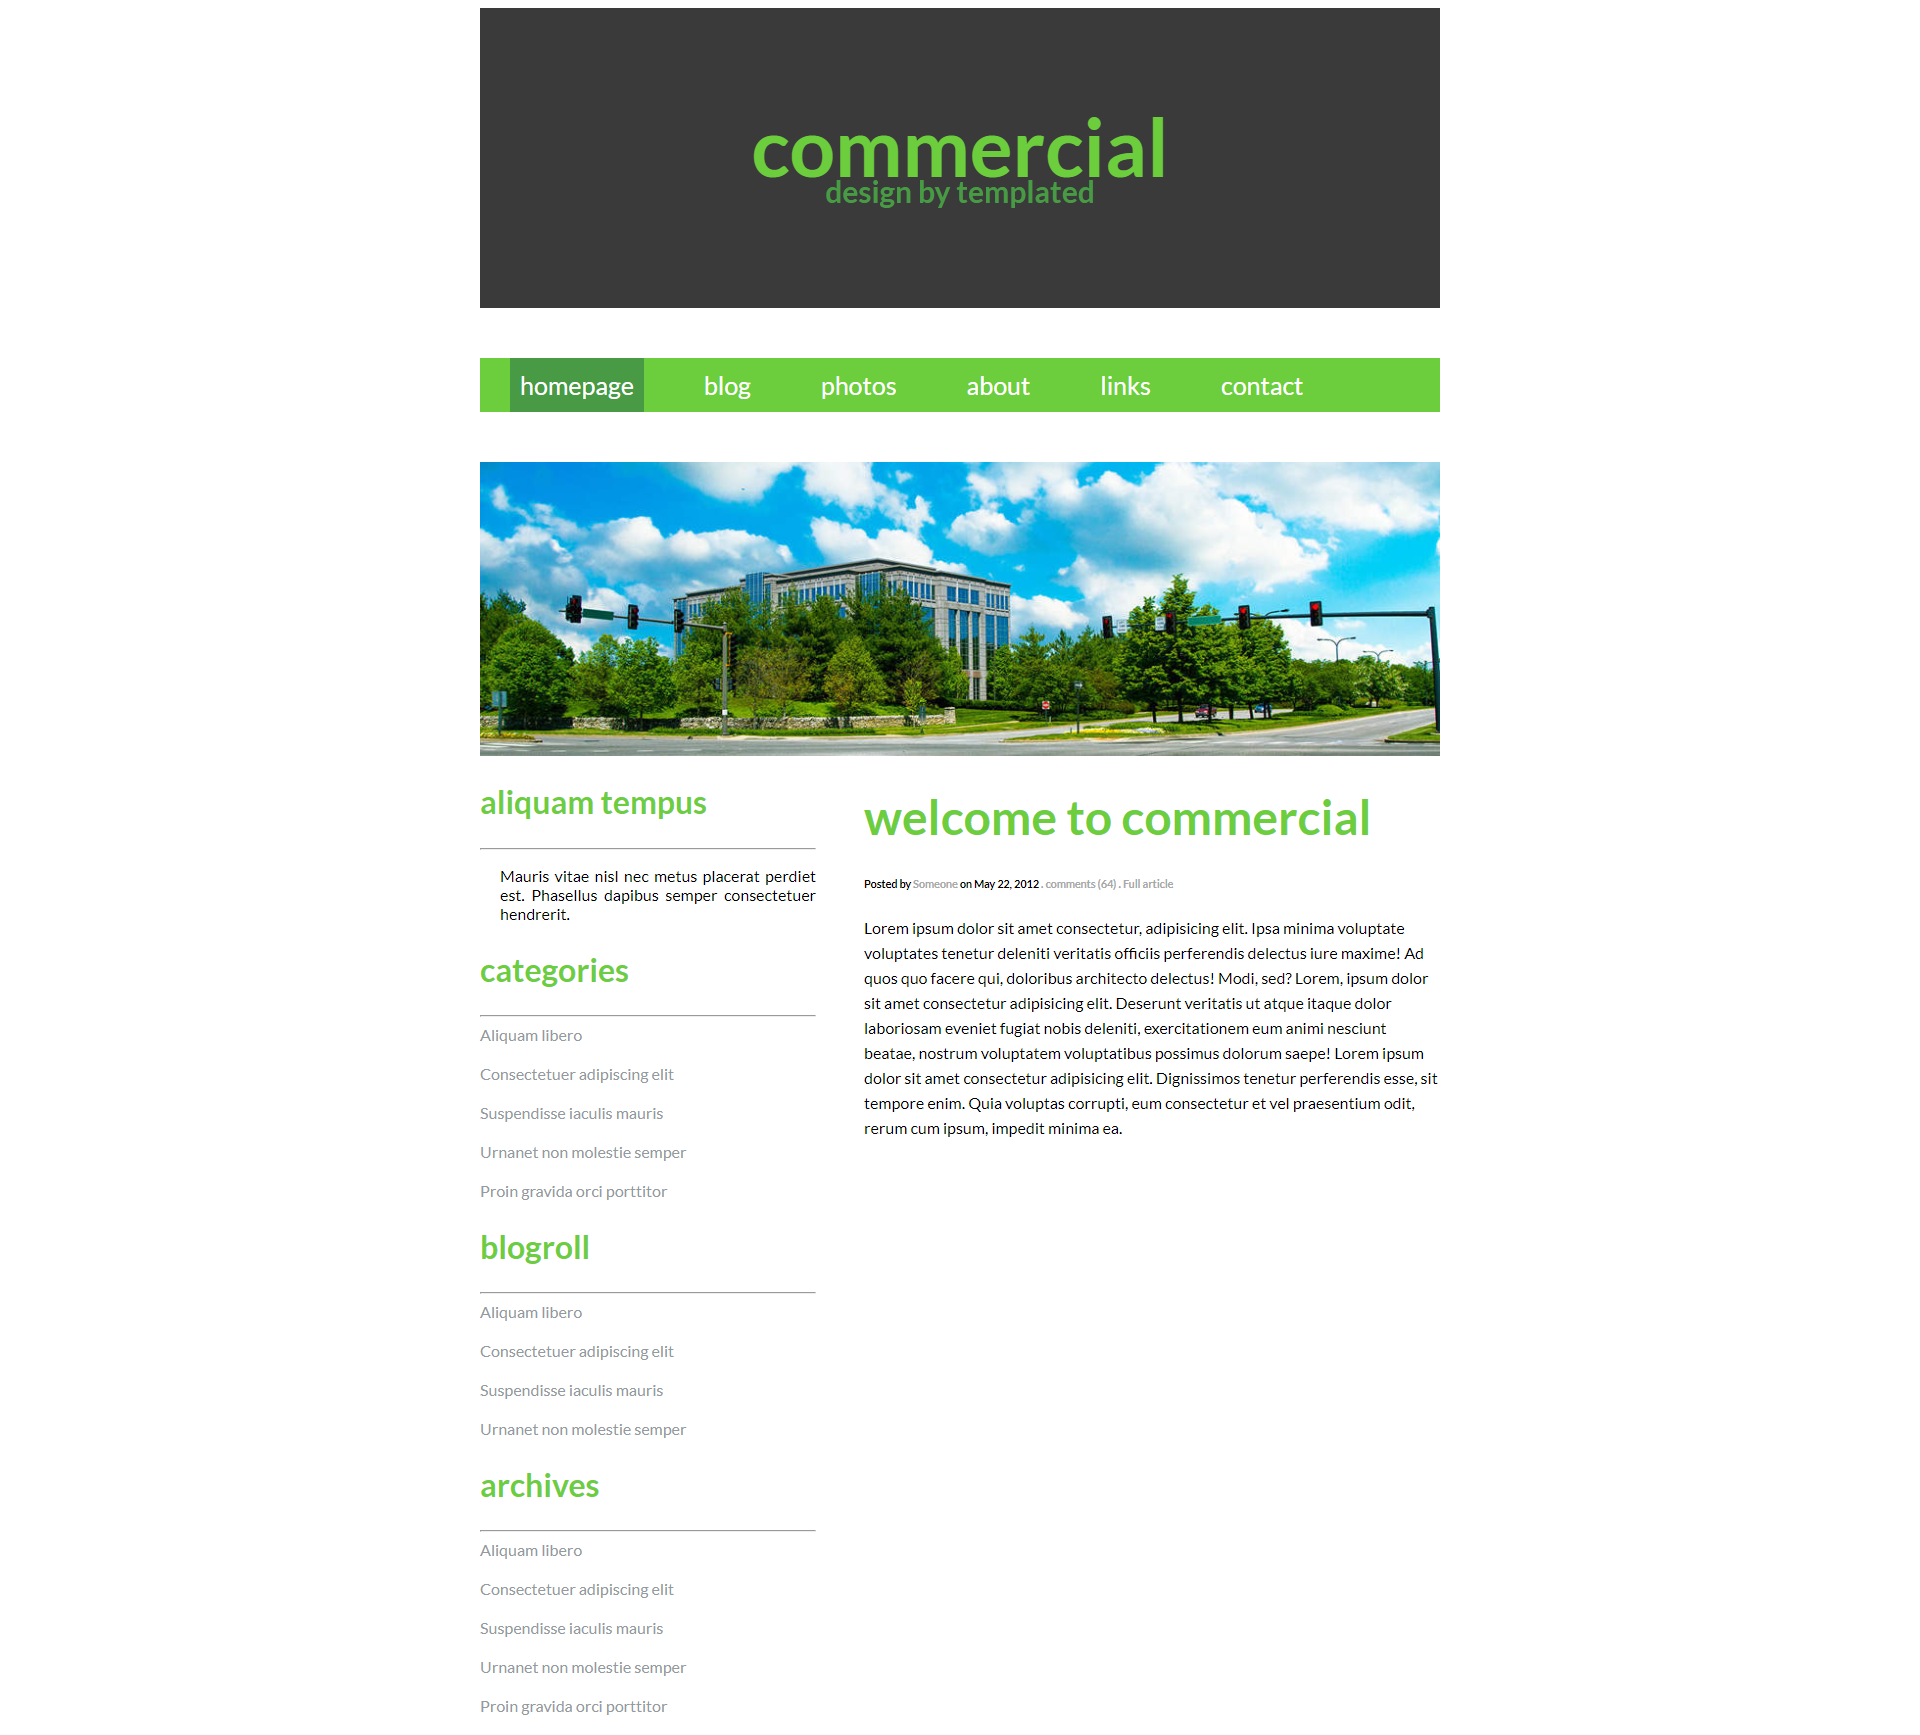 commercial
design by templated
homepage blog photos about links contact
aliquam tempus
Mauris vitae nisl nec metus placerat perdiet
est. Phasellus dapibus semper consectetuer
hendrerit.
categories
Aliquam libero
Consectetuer adipiscing elit
Suspendisse iaculis mauris
Urnanet non molestie semper
Proin gravida orci porttitor
blogroll
Aliquam libero
Consectetuer adipiscing elit
Suspendisse iaculis mauris
Urnanet non molestie semper
archives
Aliquam libero
Consectetuer adipiscing elit
Suspendisse iaculis mauris
Urnanet non molestie semper
Proin gravida orci porttitor
welcome to commercial
Posted by Someone on May 22, 2012 . comments (64) . Full article
Lorem ipsum dolor sit amet consectetur, adipisicing elit. Ipsa minima voluptate
voluptates tenetur deleniti veritatis officiis perferendis delectus iure maxime! Ad
quos quo facere qui, doloribus architecto delectus! Modi, sed? Lorem, ipsum dolor
sit amet consectetur adipisicing elit. Deserunt veritatis ut atque itaque dolor
laboriosam eveniet fugiat nobis deleniti, exercitationem eum animi nesciunt
beatae, nostrum voluptatem voluptatibus possimus dolorum saepe! Lorem ipsum
dolor sit amet consectetur adipisicing elit. Dignissimos tenetur perferendis esse, sit
tempore enim. Quia voluptas corrupti, eum consectetur et vel praesentium odit,
rerum cum ipsum, impedit minima ea.